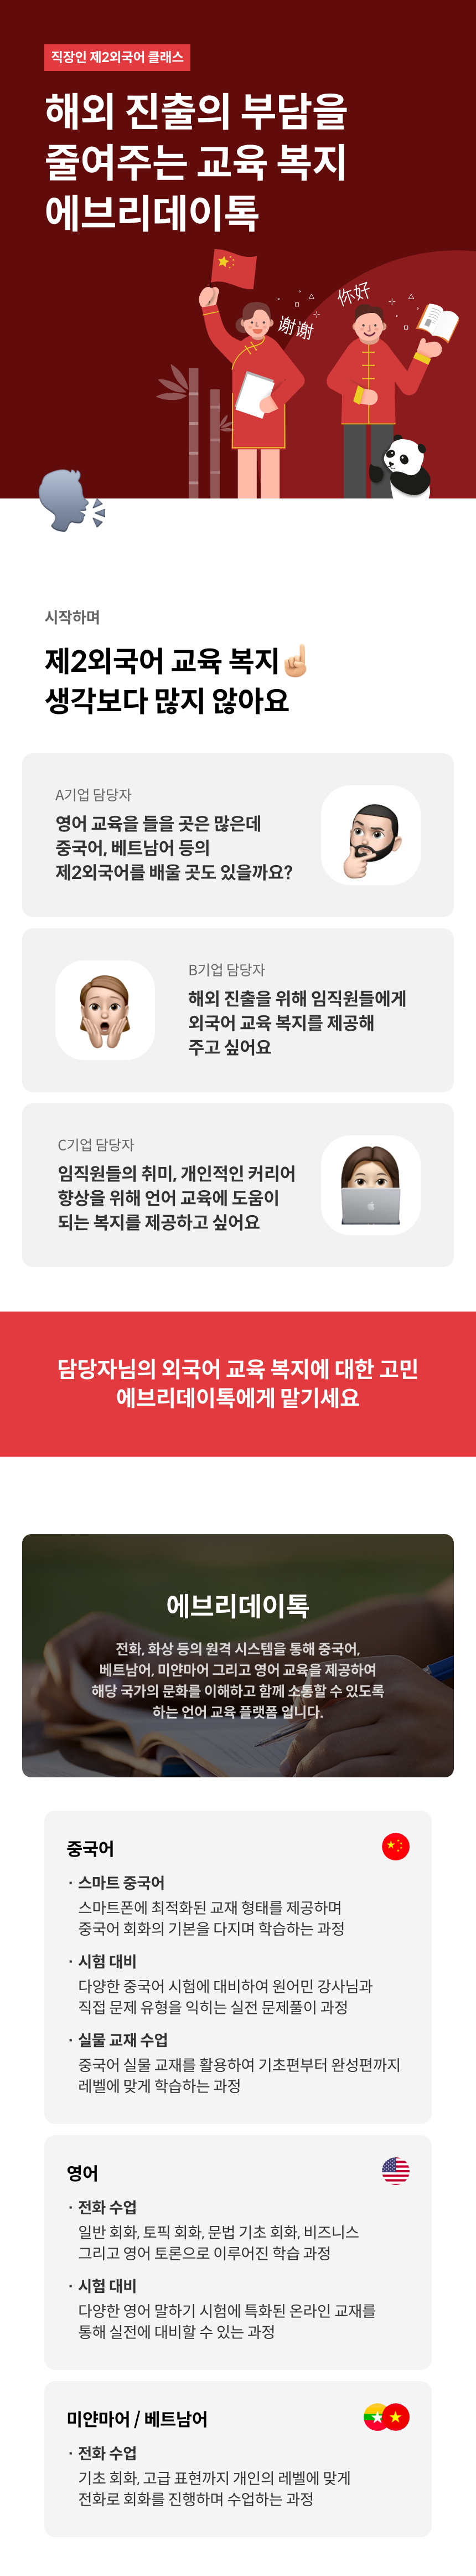 직장인 제2외국어 클래스
해외 진출의 부담을
줄여주는 교육 복지
에브리데이톡
你好
谢谢
시작하며
제2외국어 교육 복지☝🏻
생각보다 많지 않아요
A기업 담당자
영어 교육을 들을 곳은 많은데
중국어, 베트남어 등의
제2외국어를 배울 곳도 있을까요?
B기업 담당자
해외 진출을 위해 임직원들에게
외국어 교육 복지를 제공해
주고 싶어요
C기업 담당자
임직원들의 취미, 개인적인 커리어
향상을 위해 언어 교육에 도움이
되는 복지를 제공하고 싶어요
담당자님의 외국어 교육 복지에 대한 고민
에브리데이톡에게 맡기세요
에브리데이톡
전화, 화상 등의 원격 시스템을 통해 중국어,
베트남어, 미얀마어 그리고 영어 교육을 제공하여
해당 국가의 문화를 이해하고 함께 소통할 수 있도록
하는 언어 교육 플랫폼 입니다.
중국어
· 스마트 중국어
스마트폰에 최적화된 교재 형태를 제공하며
중국어 회화의 기본을 다지며 학습하는 과정
· 시험 대비
다양한 중국어 시험에 대비하여 원어민 강사님과
직접 문제 유형을 익히는 실전 문제풀이 과정
· 실물 교재 수업
중국어 실물 교재를 활용하여 기초편부터 완성편까지
레벨에 맞게 학습하는 과정
영어
· 전화 수업
일반 회화, 토픽 회화, 문법 기초 회화, 비즈니스
그리고 영어 토론으로 이루어진 학습 과정
· 시험 대비
다양한 영어 말하기 시험에 특화된 온라인 교재를
통해 실전에 대비할 수 있는 과정
미얀마어 / 베트남어
· 전화 수업
기초 회화, 고급 표현까지 개인의 레벨에 맞게
전화로 회화를 진행하며 수업하는 과정